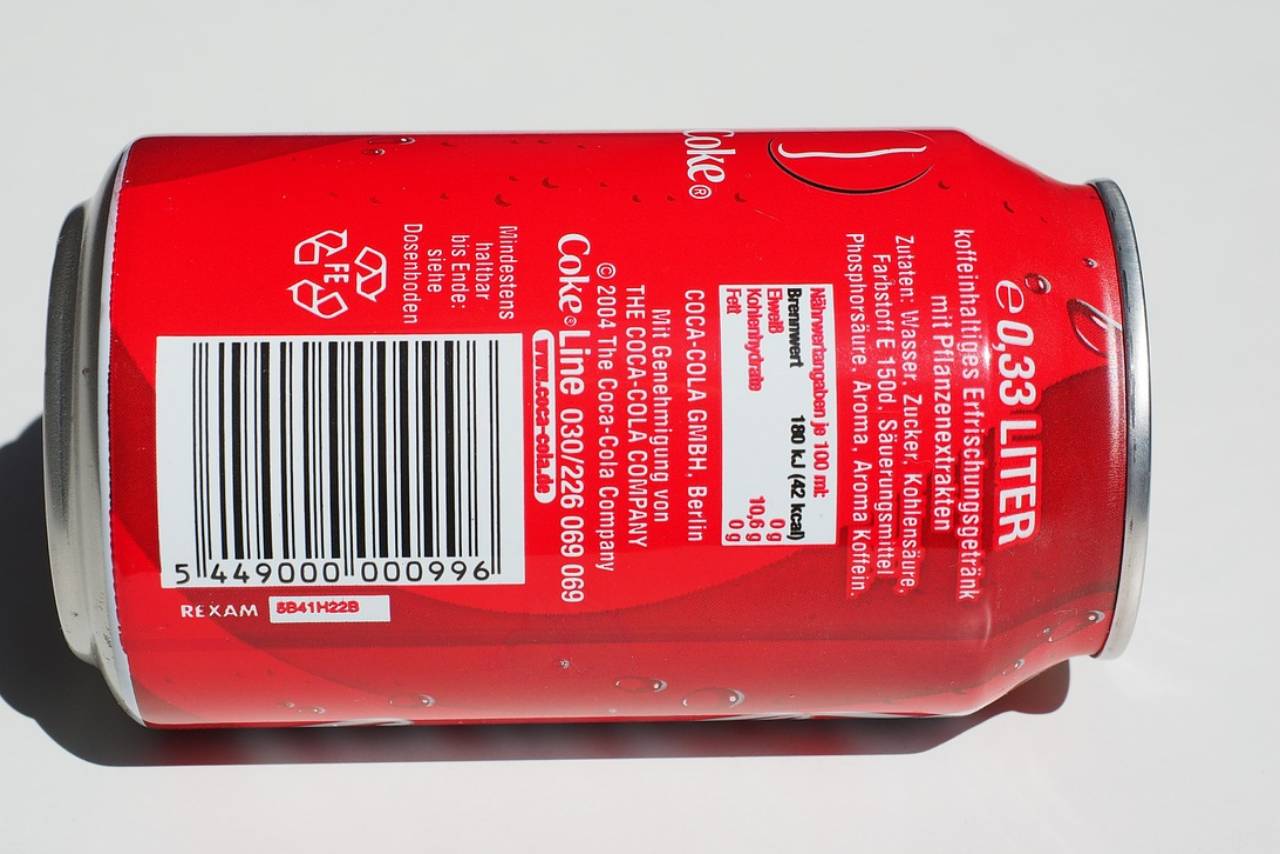 Coke®
e 0,33 LITER
koffeinhaltiges Erfrischungsgetränk
mit Pflanzenextrakten
Zutaten: Wasser, Zucker, Kohlensäure,
Farbstoff E 150d, Säuerungsmittel
Phosphorsäure, Aroma, Aroma Koffein.
Nährwertangaben je 100 ml:
Brennwert 180 kJ (42 kcal)
Eiweiß 0 g
Kohlenhydrate 10,6 g
Fett 0 g
COCA-COLA GMBH, Berlin
Mit Genehmigung von
THE COCA-COLA COMPANY
© 2004 The Coca-Cola Company
Coke® Line 030/226 069 069
www.coca-cola.de
Mindestens
haltbar
bis Ende:
siehe
Dosenboden
FE
5 449000 000996
REXAM 5B41H22B